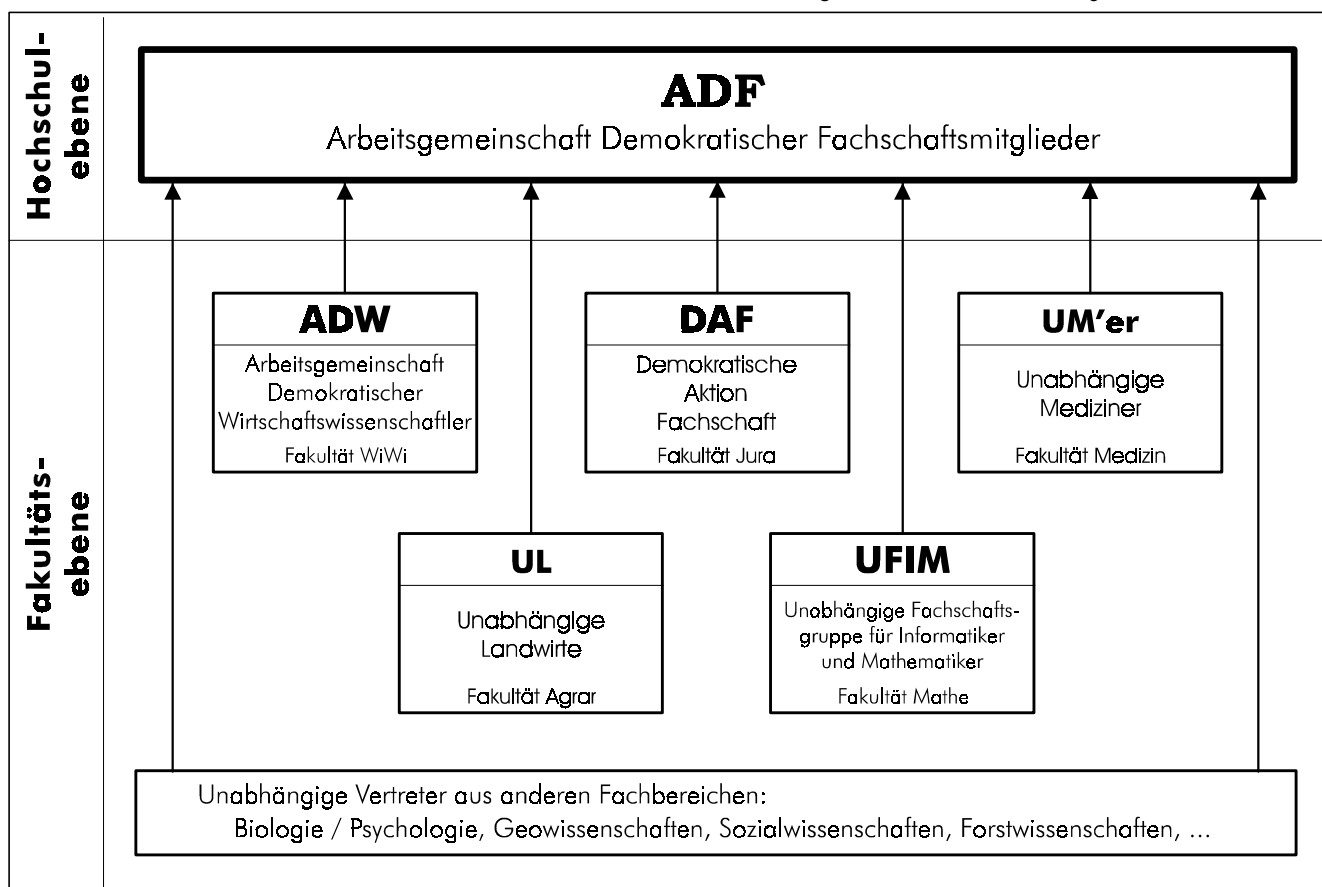 Hochschul-
ebene
ADF
Arbeitsgemeinschaft Demokratischer Fachschaftsmitglieder
Fakultäts-
ebene
ADW
Arbeitsgemeinschaft
Demokratischer
Wirtschaftswissenschaftler
Fakultät WiWi
DAF
Demokratische
Aktion
Fachschaft
Fakultät Jura
UM'er
Unabhängige
Mediziner
Fakultät Medizin
UL
Unabhängige
Landwirte
Fakultät Agrar
UFIM
Unabhängige Fachschafts-
gruppe für Informatiker
und Mathematiker
Fakultät Mathe
Unabhängige Vertreter aus anderen Fachbereichen:
Biologie / Psychologie, Geowissenschaften, Sozialwissenschaften, Forstwissenschaften, ...